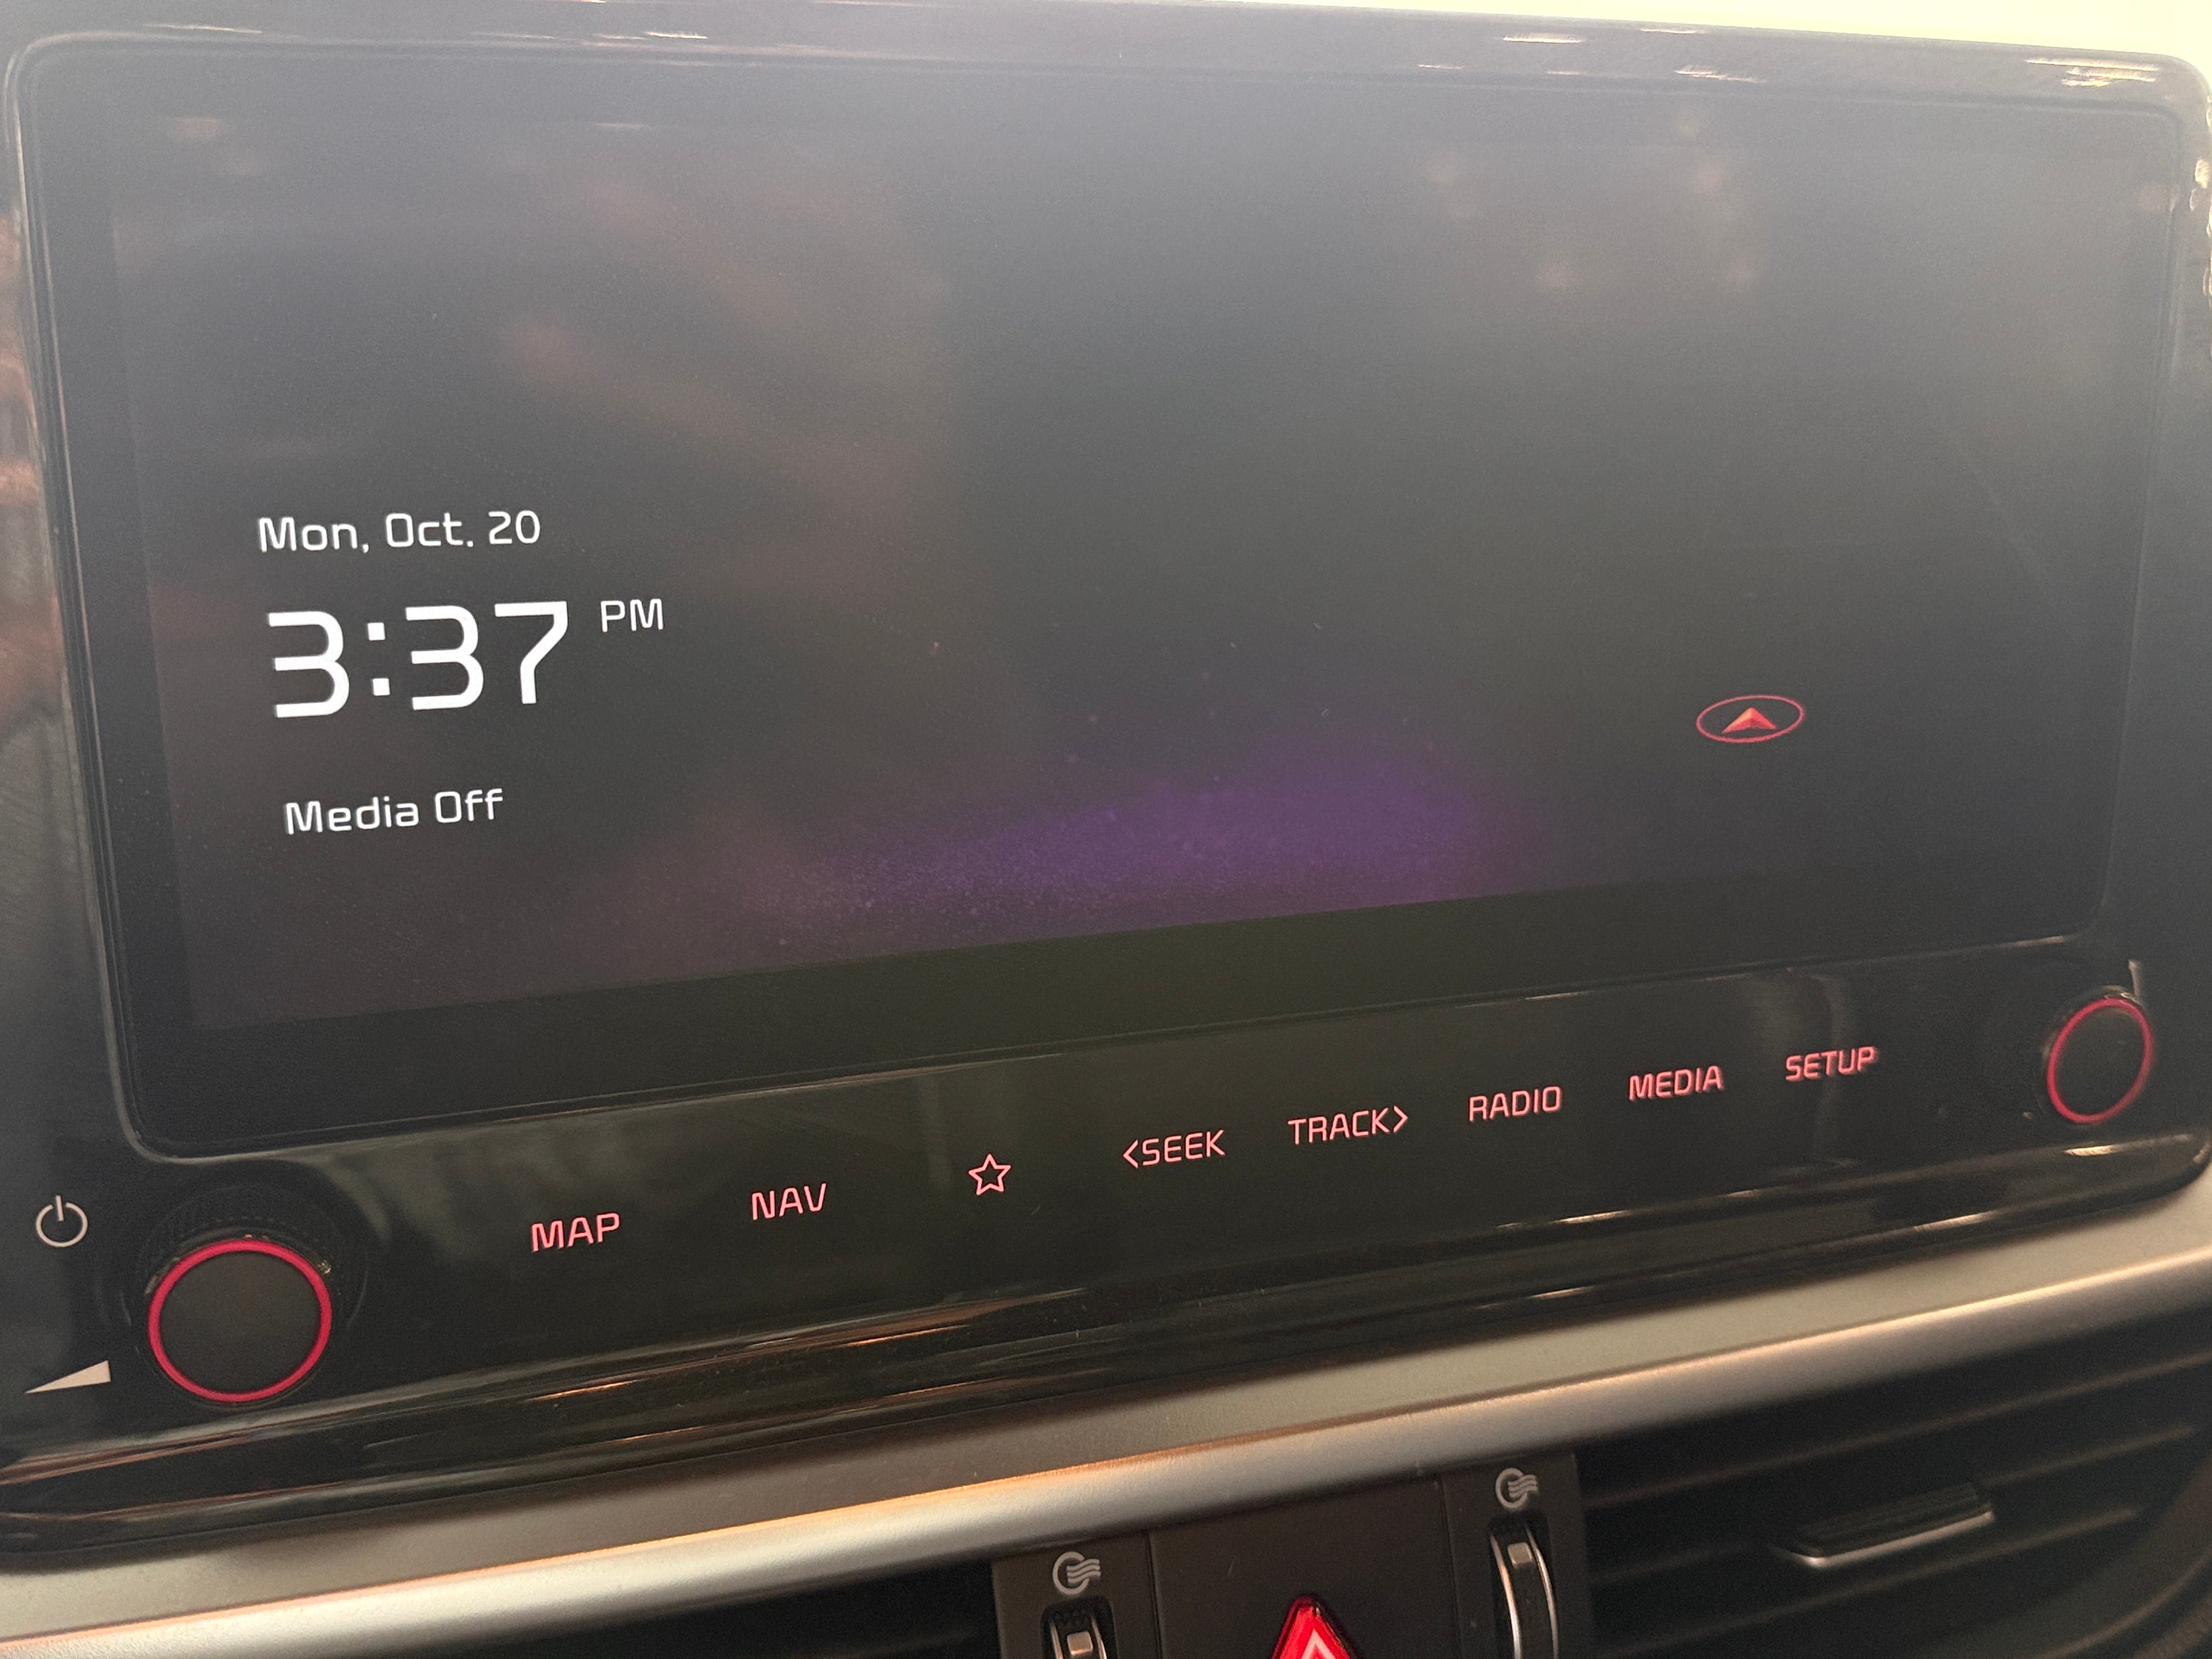 Mon, Oct. 20
3:37 PM
Media Off
MAP NAV <SEEK TRACK> RADIO MEDIA SETUP